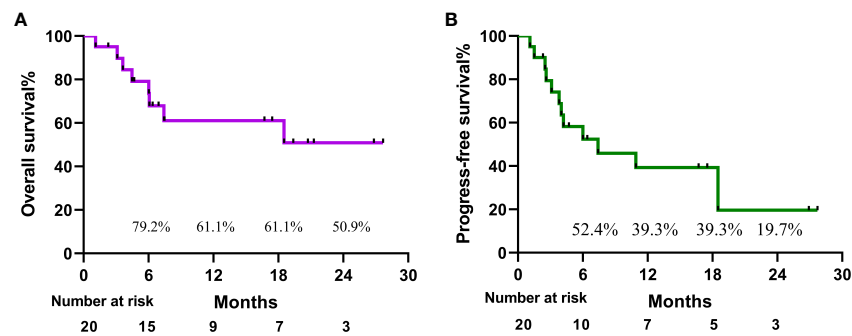 A
Overall survival%
100
80
60
40
20
0
79.2% 61.1% 61.1% 50.9%
0 6 12 18 24 30
Number at risk Months
20 15 9 7 3
B
Progress-free survival%
100
80
60
40
20
0
52.4% 39.3% 39.3% 19.7%
0 6 12 18 24 30
Number at risk Months
20 10 7 5 3